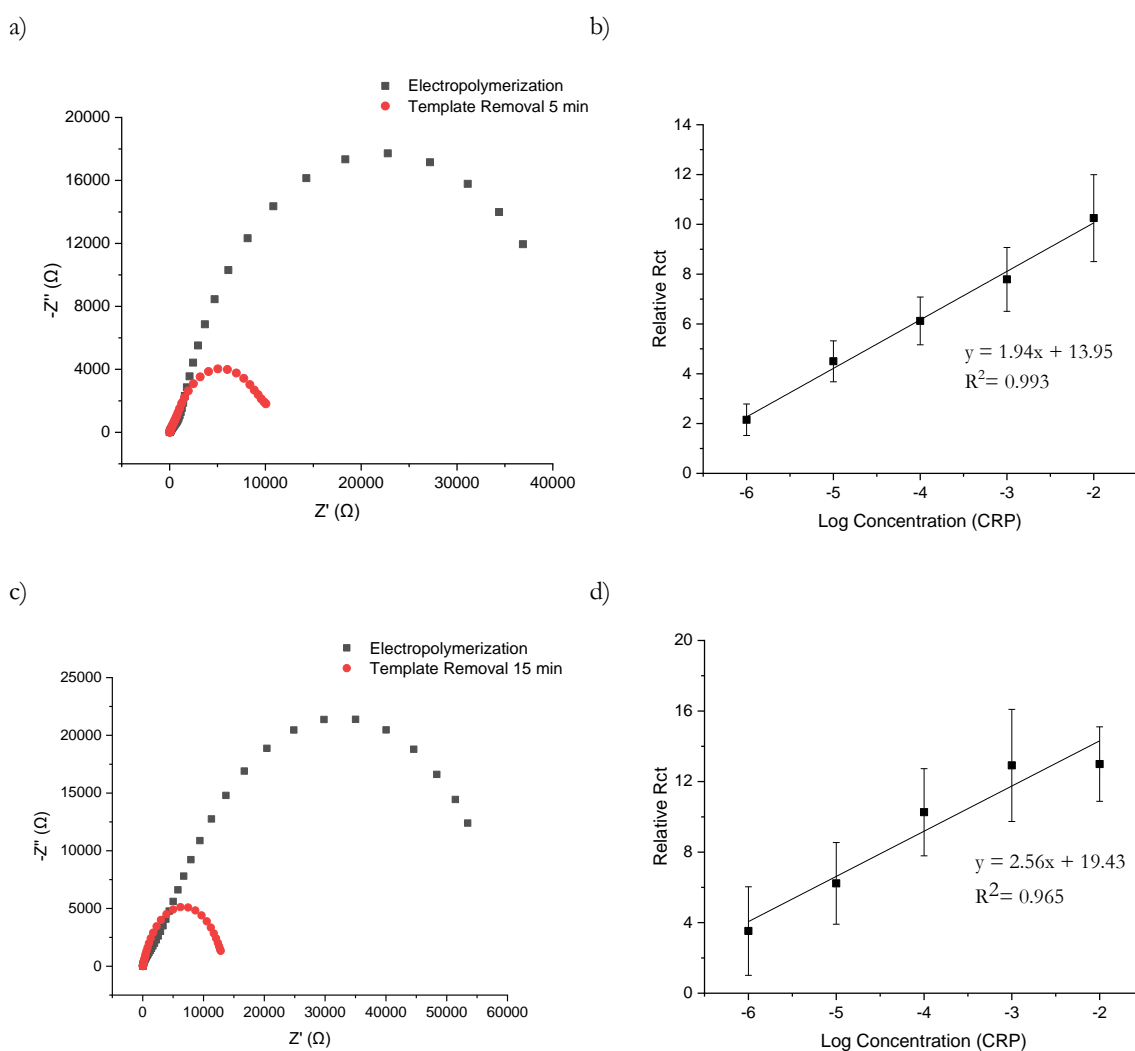 a)
Electropolymerization
Template Removal 5 min
20000
16000
12000
8000
4000
0
-Z'' (Ω)
0 10000 20000 30000 40000
Z' (Ω)
b)
14
12
10
8
6
4
2
0
Relative Rct
y = 1.94x + 13.95
R²= 0.993
-6 -5 -4 -3 -2
Log Concentration (CRP)
c)
Electropolymerization
Template Removal 15 min
25000
20000
15000
10000
5000
0
-Z'' (Ω)
0 10000 20000 30000 40000 50000 60000
Z' (Ω)
d)
20
16
12
8
4
0
Relative Rct
y = 2.56x + 19.43
R²= 0.965
-6 -5 -4 -3 -2
Log Concentration (CRP)